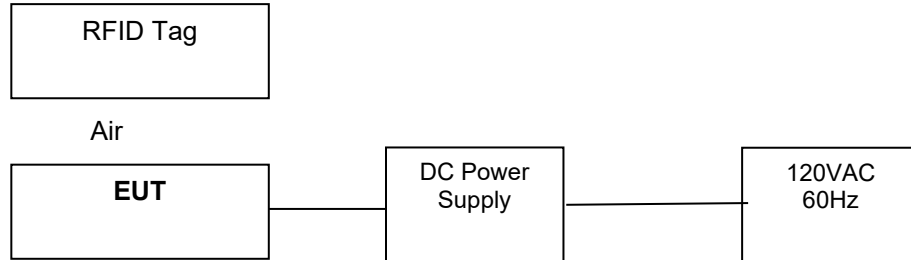 RFID Tag
Air
EUT
DC Power
Supply
120VAC
60Hz